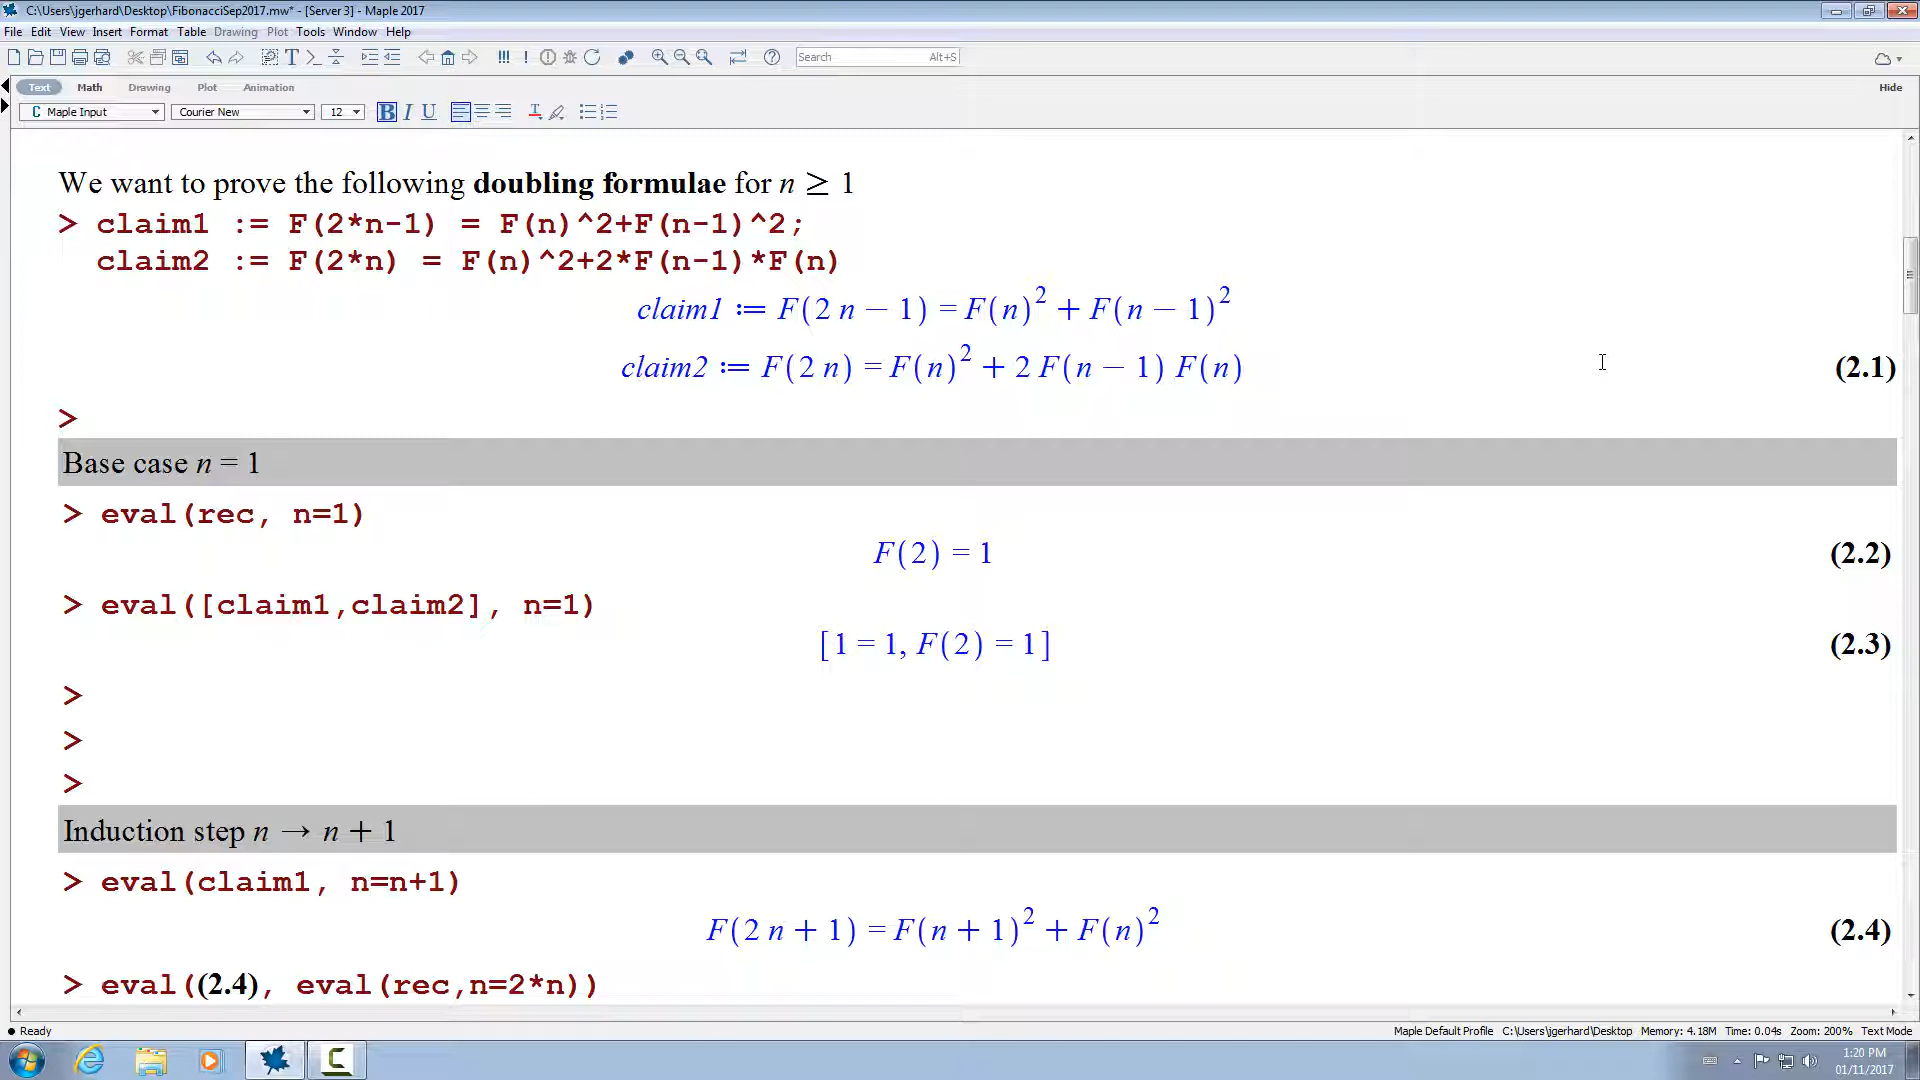 C:\Users\jgerhard\Desktop\FibonacciSep2017.mw* - [Server 3] - Maple 2017
File Edit View Insert Format Table Drawing Plot Tools Window Help
Search Alt+S
Text Math Drawing Plot Animation Hide
C Maple Input Courier New 12 B I U
We want to prove the following doubling formulae for n ≥ 1
> claim1 := F(2*n-1) = F(n)^2+F(n-1)^2;
claim2 := F(2*n) = F(n)^2+2*F(n-1)*F(n)
claim1 := F(2 n − 1) = F(n)² + F(n − 1)²
claim2 := F(2 n) = F(n)² + 2 F(n − 1) F(n) (2.1)
>
Base case n = 1
> eval(rec, n=1)
F(2) = 1 (2.2)
> eval([claim1,claim2], n=1)
[1 = 1, F(2) = 1] (2.3)
>
>
>
Induction step n → n + 1
> eval(claim1, n=n+1)
F(2 n + 1) = F(n + 1)² + F(n)² (2.4)
> eval((2.4), eval(rec,n=2*n))
Ready Maple Default Profile C:\Users\jgerhard\Desktop Memory: 4.18M Time: 0.04s Zoom: 200% Text Mode
1:20 PM
01/11/2017